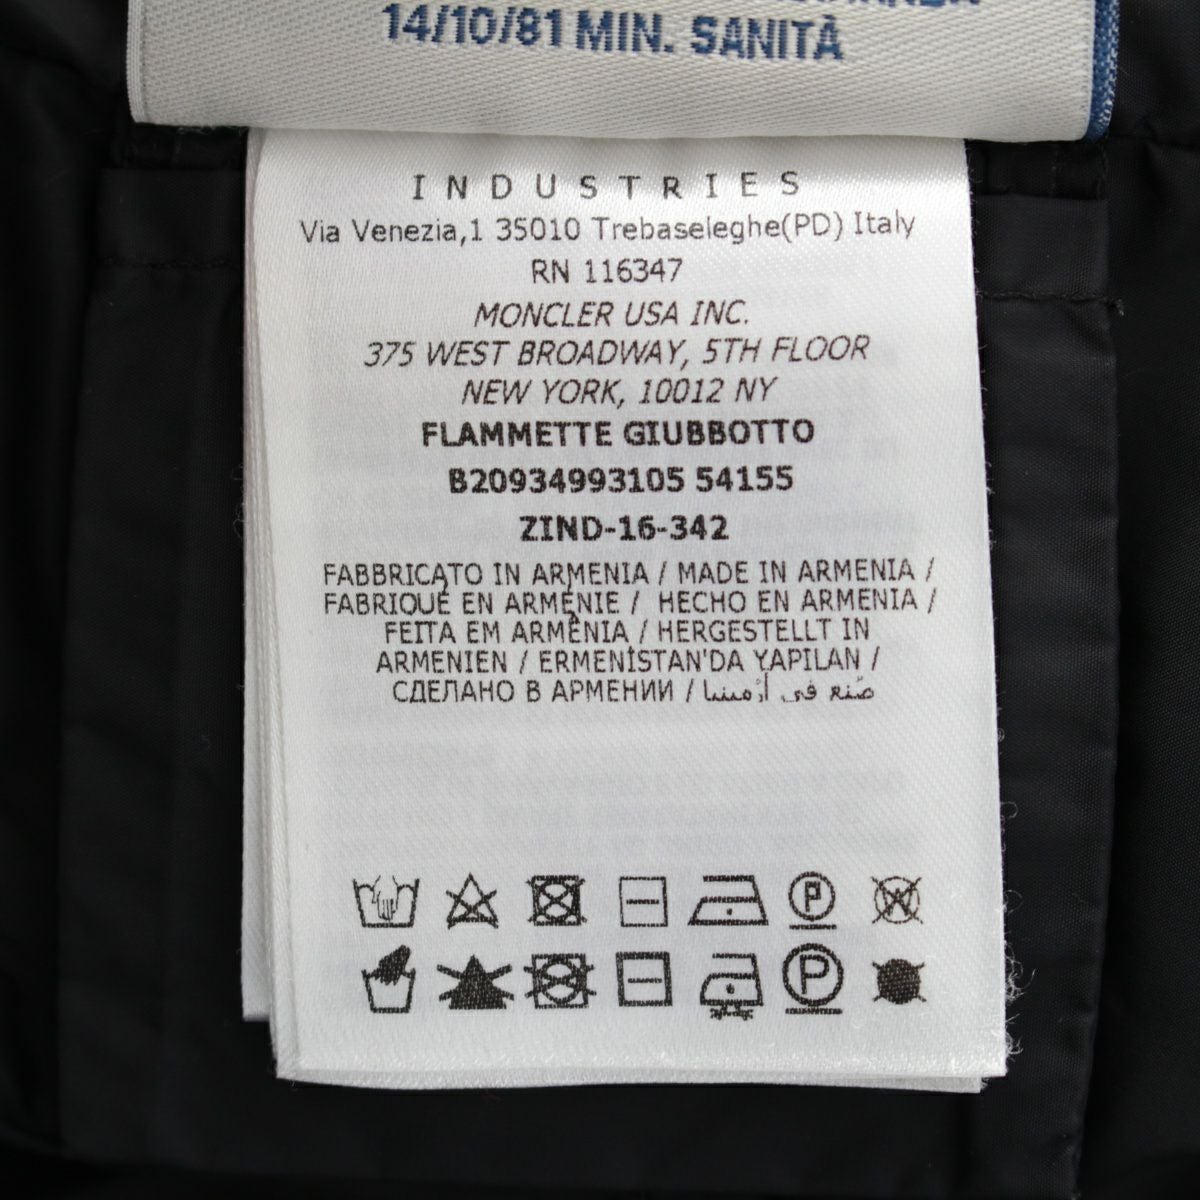 14/10/81 MIN. SANITÀ
INDUSTRIES
Via Venezia,1 35010 Trebaseleghe(PD) Italy
RN 116347
MONCLER USA INC.
375 WEST BROADWAY, 5TH FLOOR
NEW YORK, 10012 NY
FLAMMETTE GIUBBOTTO
B20934993105 54155
ZIND-16-342
FABBRICATO IN ARMENIA / MADE IN ARMENIA /
FABRIQUÉ EN ARMÉNIE / HECHO EN ARMENIA /
FEITA EM ARMÊNIA / HERGESTELLT IN
ARMENIEN / ERMENİSTAN'DA YAPILAN /
СДЕЛАНО В АРМЕНИИ / صُنع في أرمينيا
P
W
P